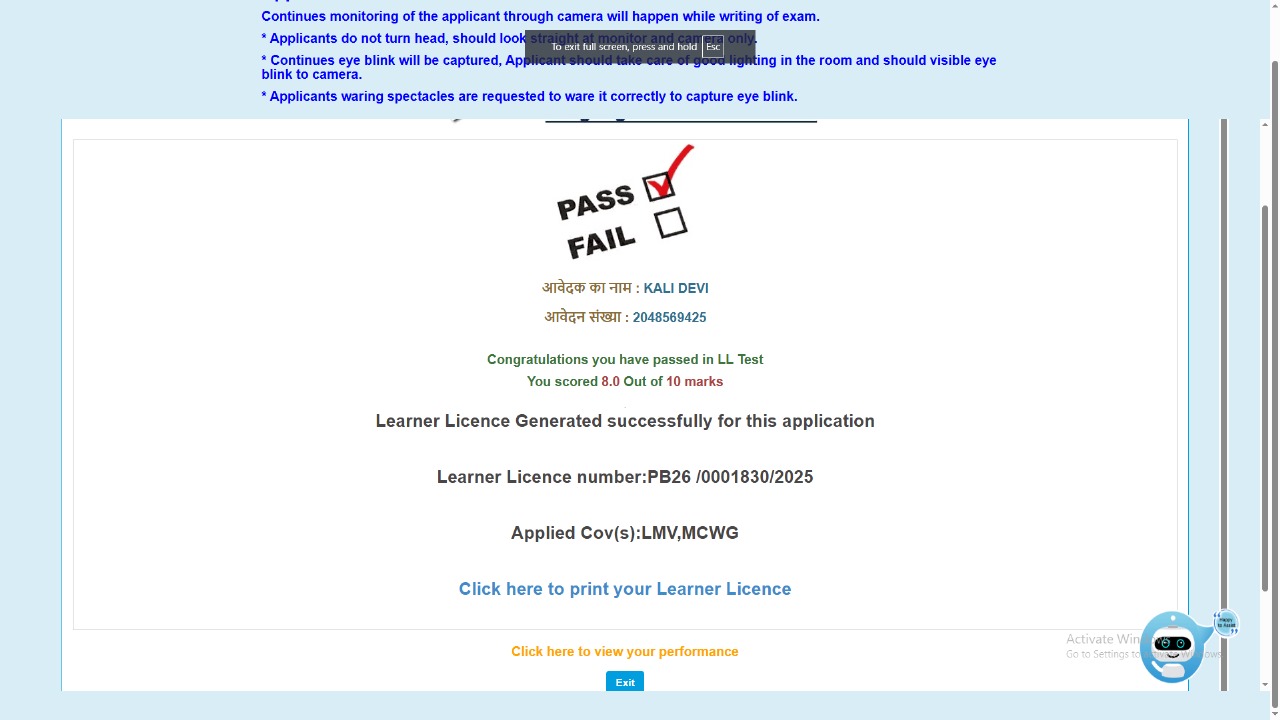 Continues monitoring of the applicant through camera will happen while writing of exam.
* Applicants do not turn head, should look straight at monitor and camera only.
To exit full screen, press and hold Esc
* Continues eye blink will be captured, Applicant should take care of good lighting in the room and should visible eye
blink to camera.
* Applicants waring spectacles are requested to ware it correctly to capture eye blink.
PASS
FAIL
आवेदक का नाम : KALI DEVI
आवेदन संख्या : 2048569425
Congratulations you have passed in LL Test
You scored 8.0 Out of 10 marks
Learner Licence Generated successfully for this application
Learner Licence number:PB26 /0001830/2025
Applied Cov(s):LMV,MCWG
Click here to print your Learner Licence
Happy
to Assist
Activate
Go to Settings to
Click here to view your performance
Exit